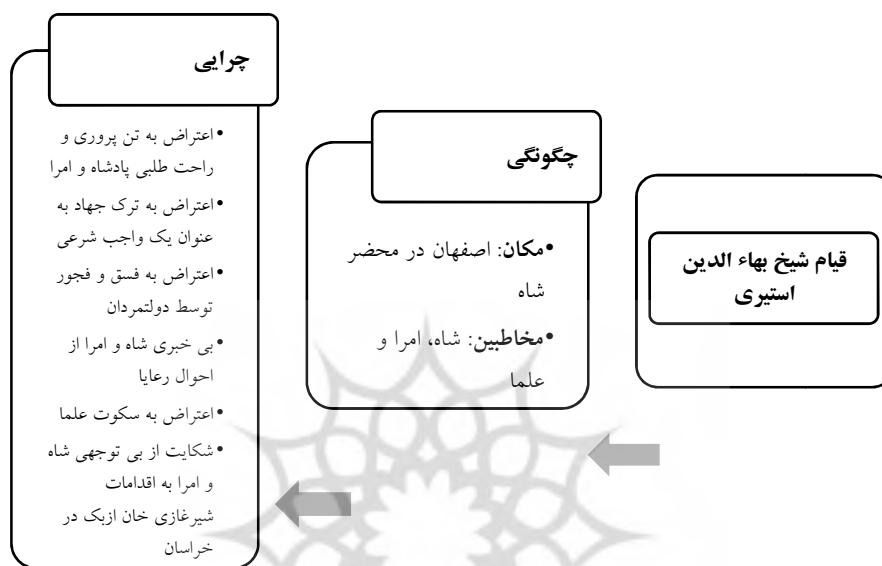 قیام شیخ بهاء الدین
استیری
چگونگی
•مکان: اصفهان در محضر
شاه
•مخاطبین: شاه، امرا و
علما
چرایی
•اعتراض به تن پروری و
راحت طلبی پادشاه و امرا
•اعتراض به ترک جهاد به
عنوان یک واجب شرعی
•اعتراض به فسق و فجور
توسط دولتمردان
•بی خبری شاه و امرا از
احوال رعایا
•اعتراض به سکوت علما
•شکایت از بی توجهی شاه
و امرا به اقدامات
شیرغازی خان ازبک در
خراسان